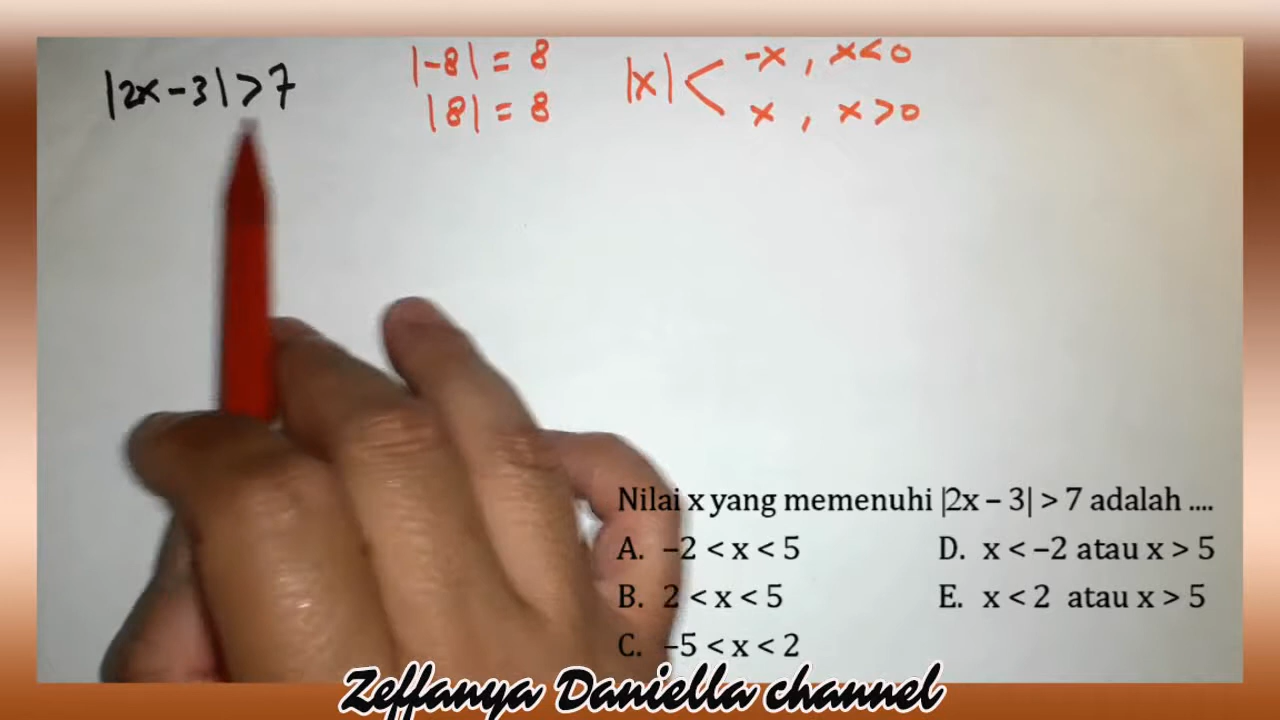 |2x - 3| > 7
|-8| = 8
|8| = 8
|x| < -x , x < 0
x , x > 0
Nilai x yang memenuhi |2x – 3| > 7 adalah ....
A. –2 < x < 5
B. 2 < x < 5
C. –5 < x < 2
D. x < –2 atau x > 5
E. x < 2 atau x > 5
Zeffanya Daniella channel